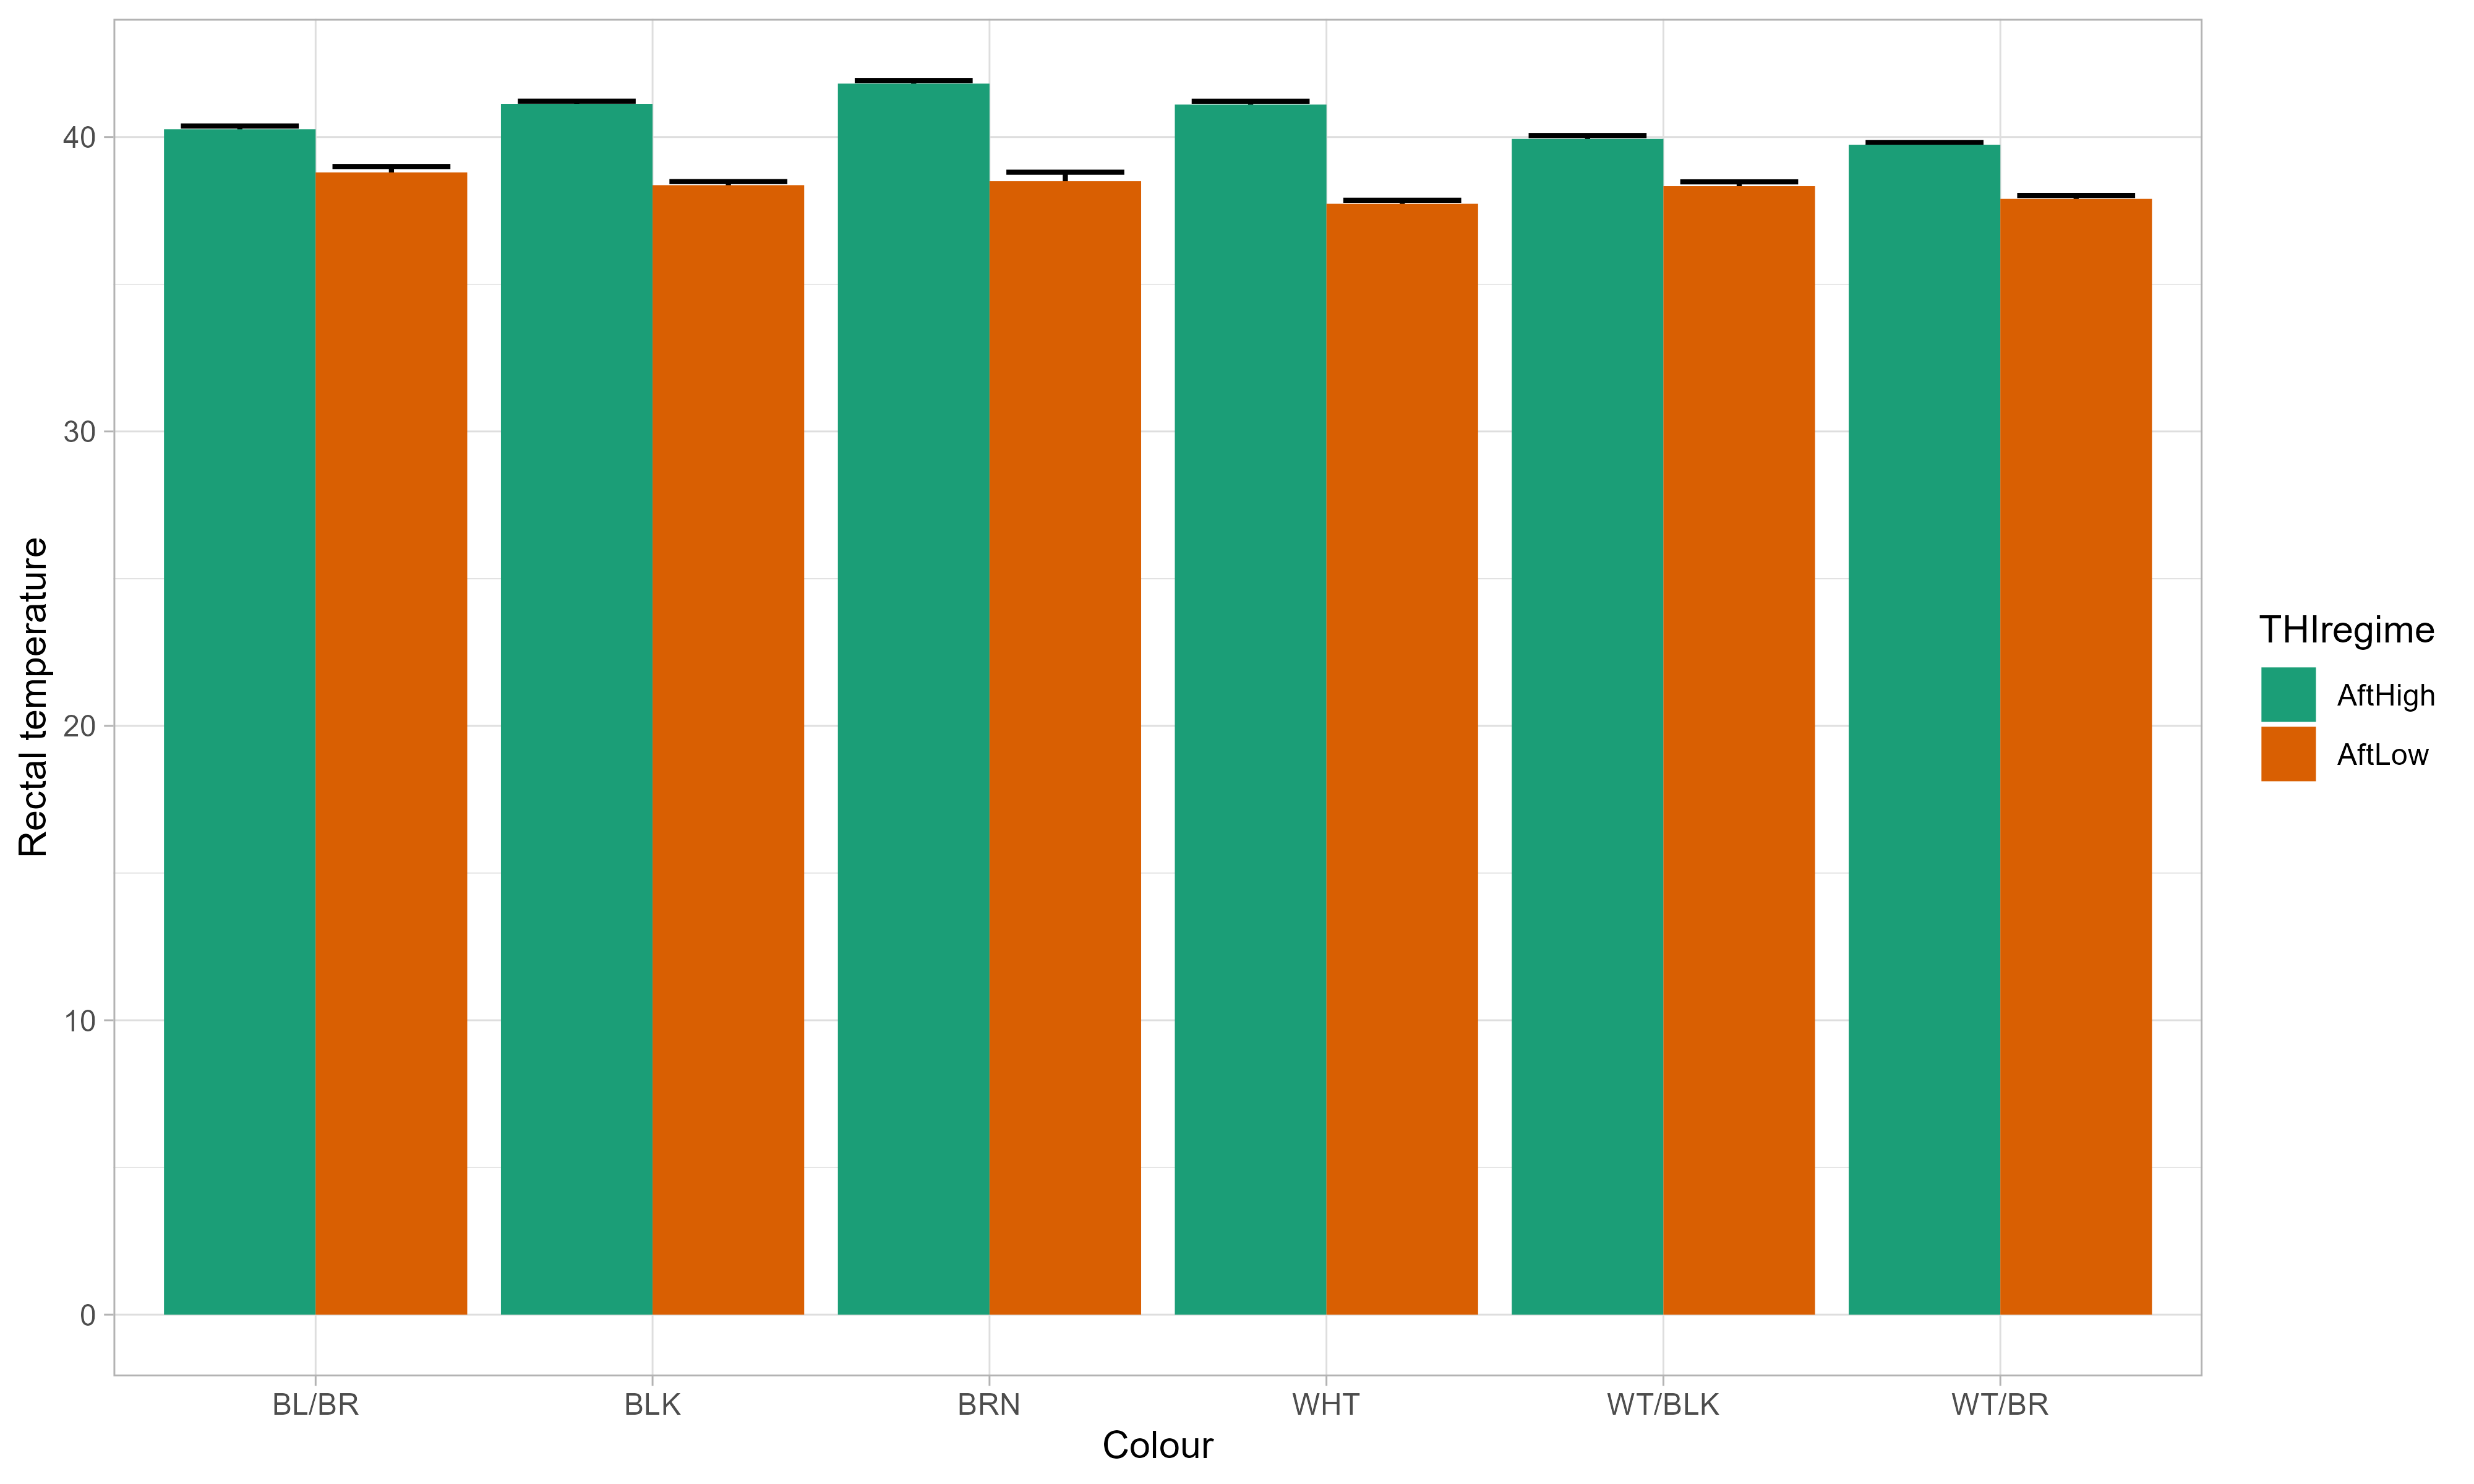 Rectal temperature
40
30
20
10
0
BL/BR BLK BRN WHT WT/BLK WT/BR
Colour
THIregime
AftHigh
AftLow